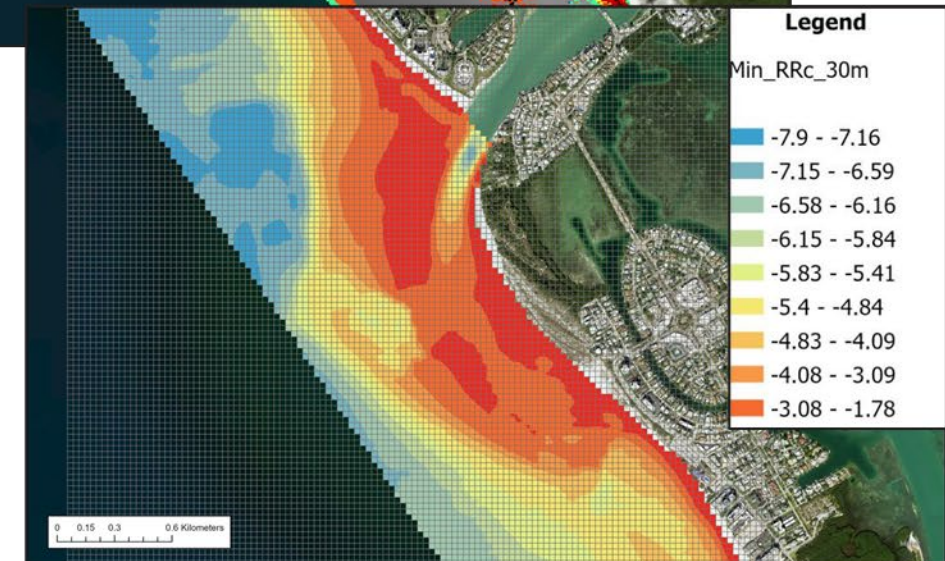 Legend
Min_RRc_30m
-7.9 - -7.16
-7.15 - -6.59
-6.58 - -6.16
-6.15 - -5.84
-5.83 - -5.41
-5.4 - -4.84
-4.83 - -4.09
-4.08 - -3.09
-3.08 - -1.78
0 0.15 0.3 0.6 Kilometers